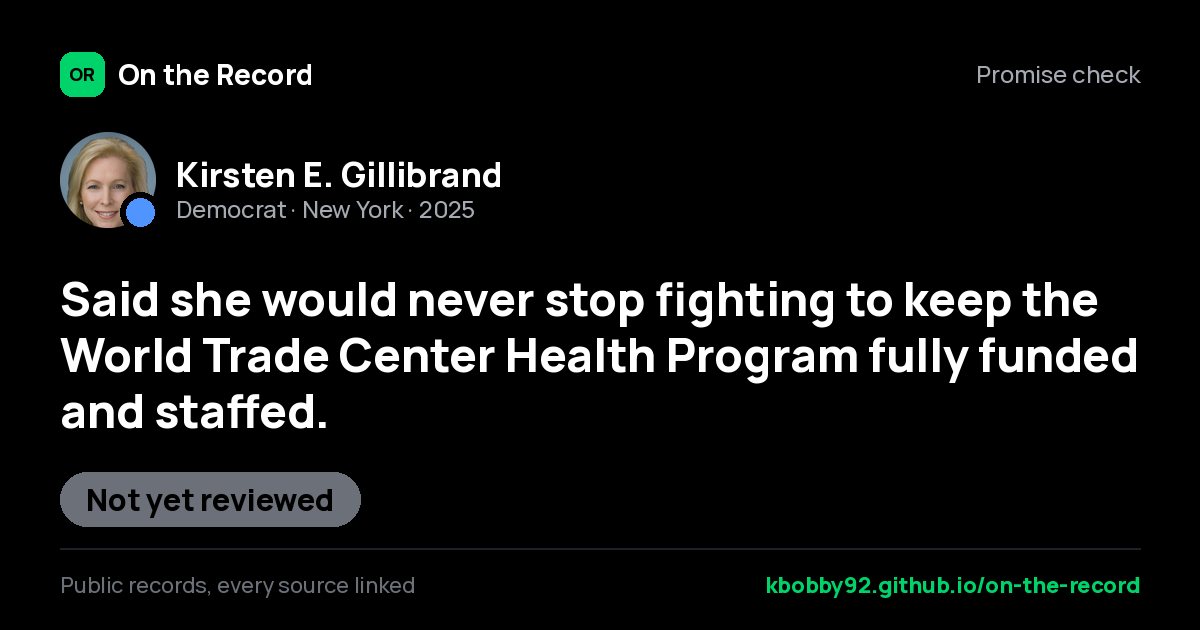 OR On the Record
Promise check
Kirsten E. Gillibrand
Democrat · New York · 2025
Said she would never stop fighting to keep the
World Trade Center Health Program fully funded
and staffed.
Not yet reviewed
Public records, every source linked
kbobby92.github.io/on-the-record